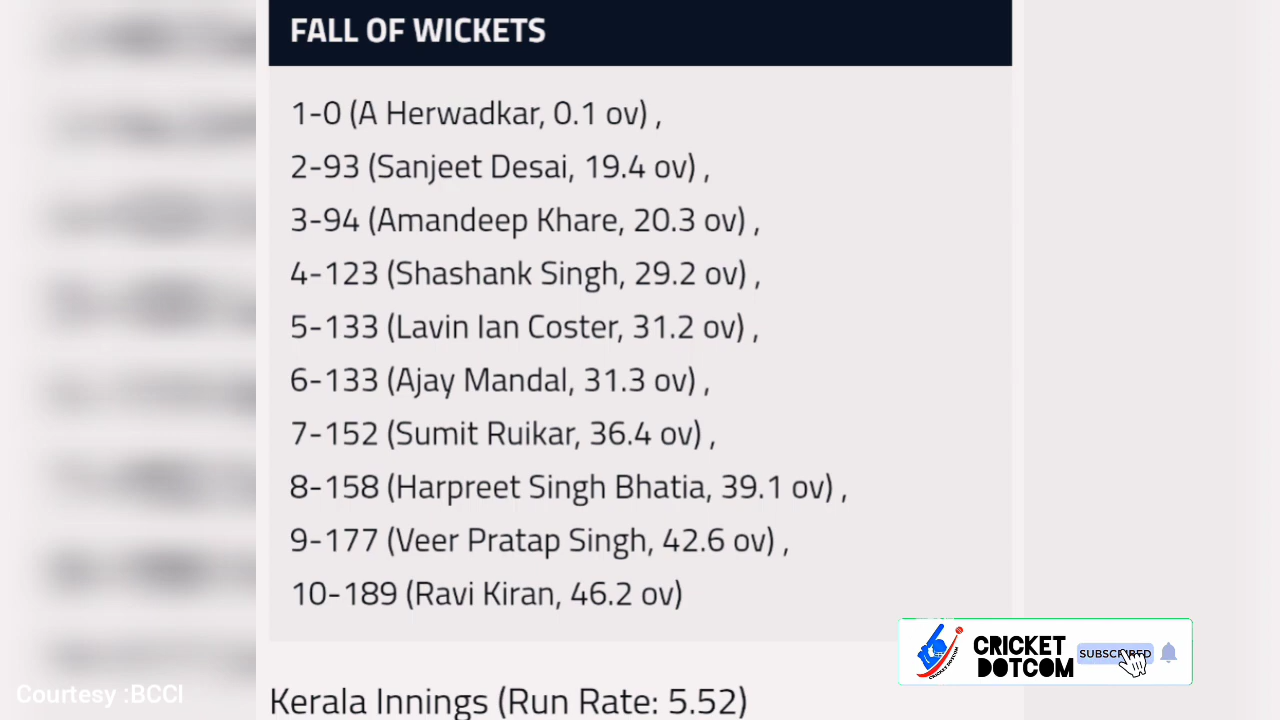 FALL OF WICKETS
1-0 (A Herwadkar, 0.1 ov) ,
2-93 (Sanjeet Desai, 19.4 ov) ,
3-94 (Amandeep Khare, 20.3 ov) ,
4-123 (Shashank Singh, 29.2 ov) ,
5-133 (Lavin Ian Coster, 31.2 ov) ,
6-133 (Ajay Mandal, 31.3 ov) ,
7-152 (Sumit Ruikar, 36.4 ov) ,
8-158 (Harpreet Singh Bhatia, 39.1 ov) ,
9-177 (Veer Pratap Singh, 42.6 ov) ,
10-189 (Ravi Kiran, 46.2 ov)
CRICKET DOTCOM
CRICKET
DOTCOM
SUBSCRIBED
Courtesy :BCCI
Kerala Innings (Run Rate: 5.52)